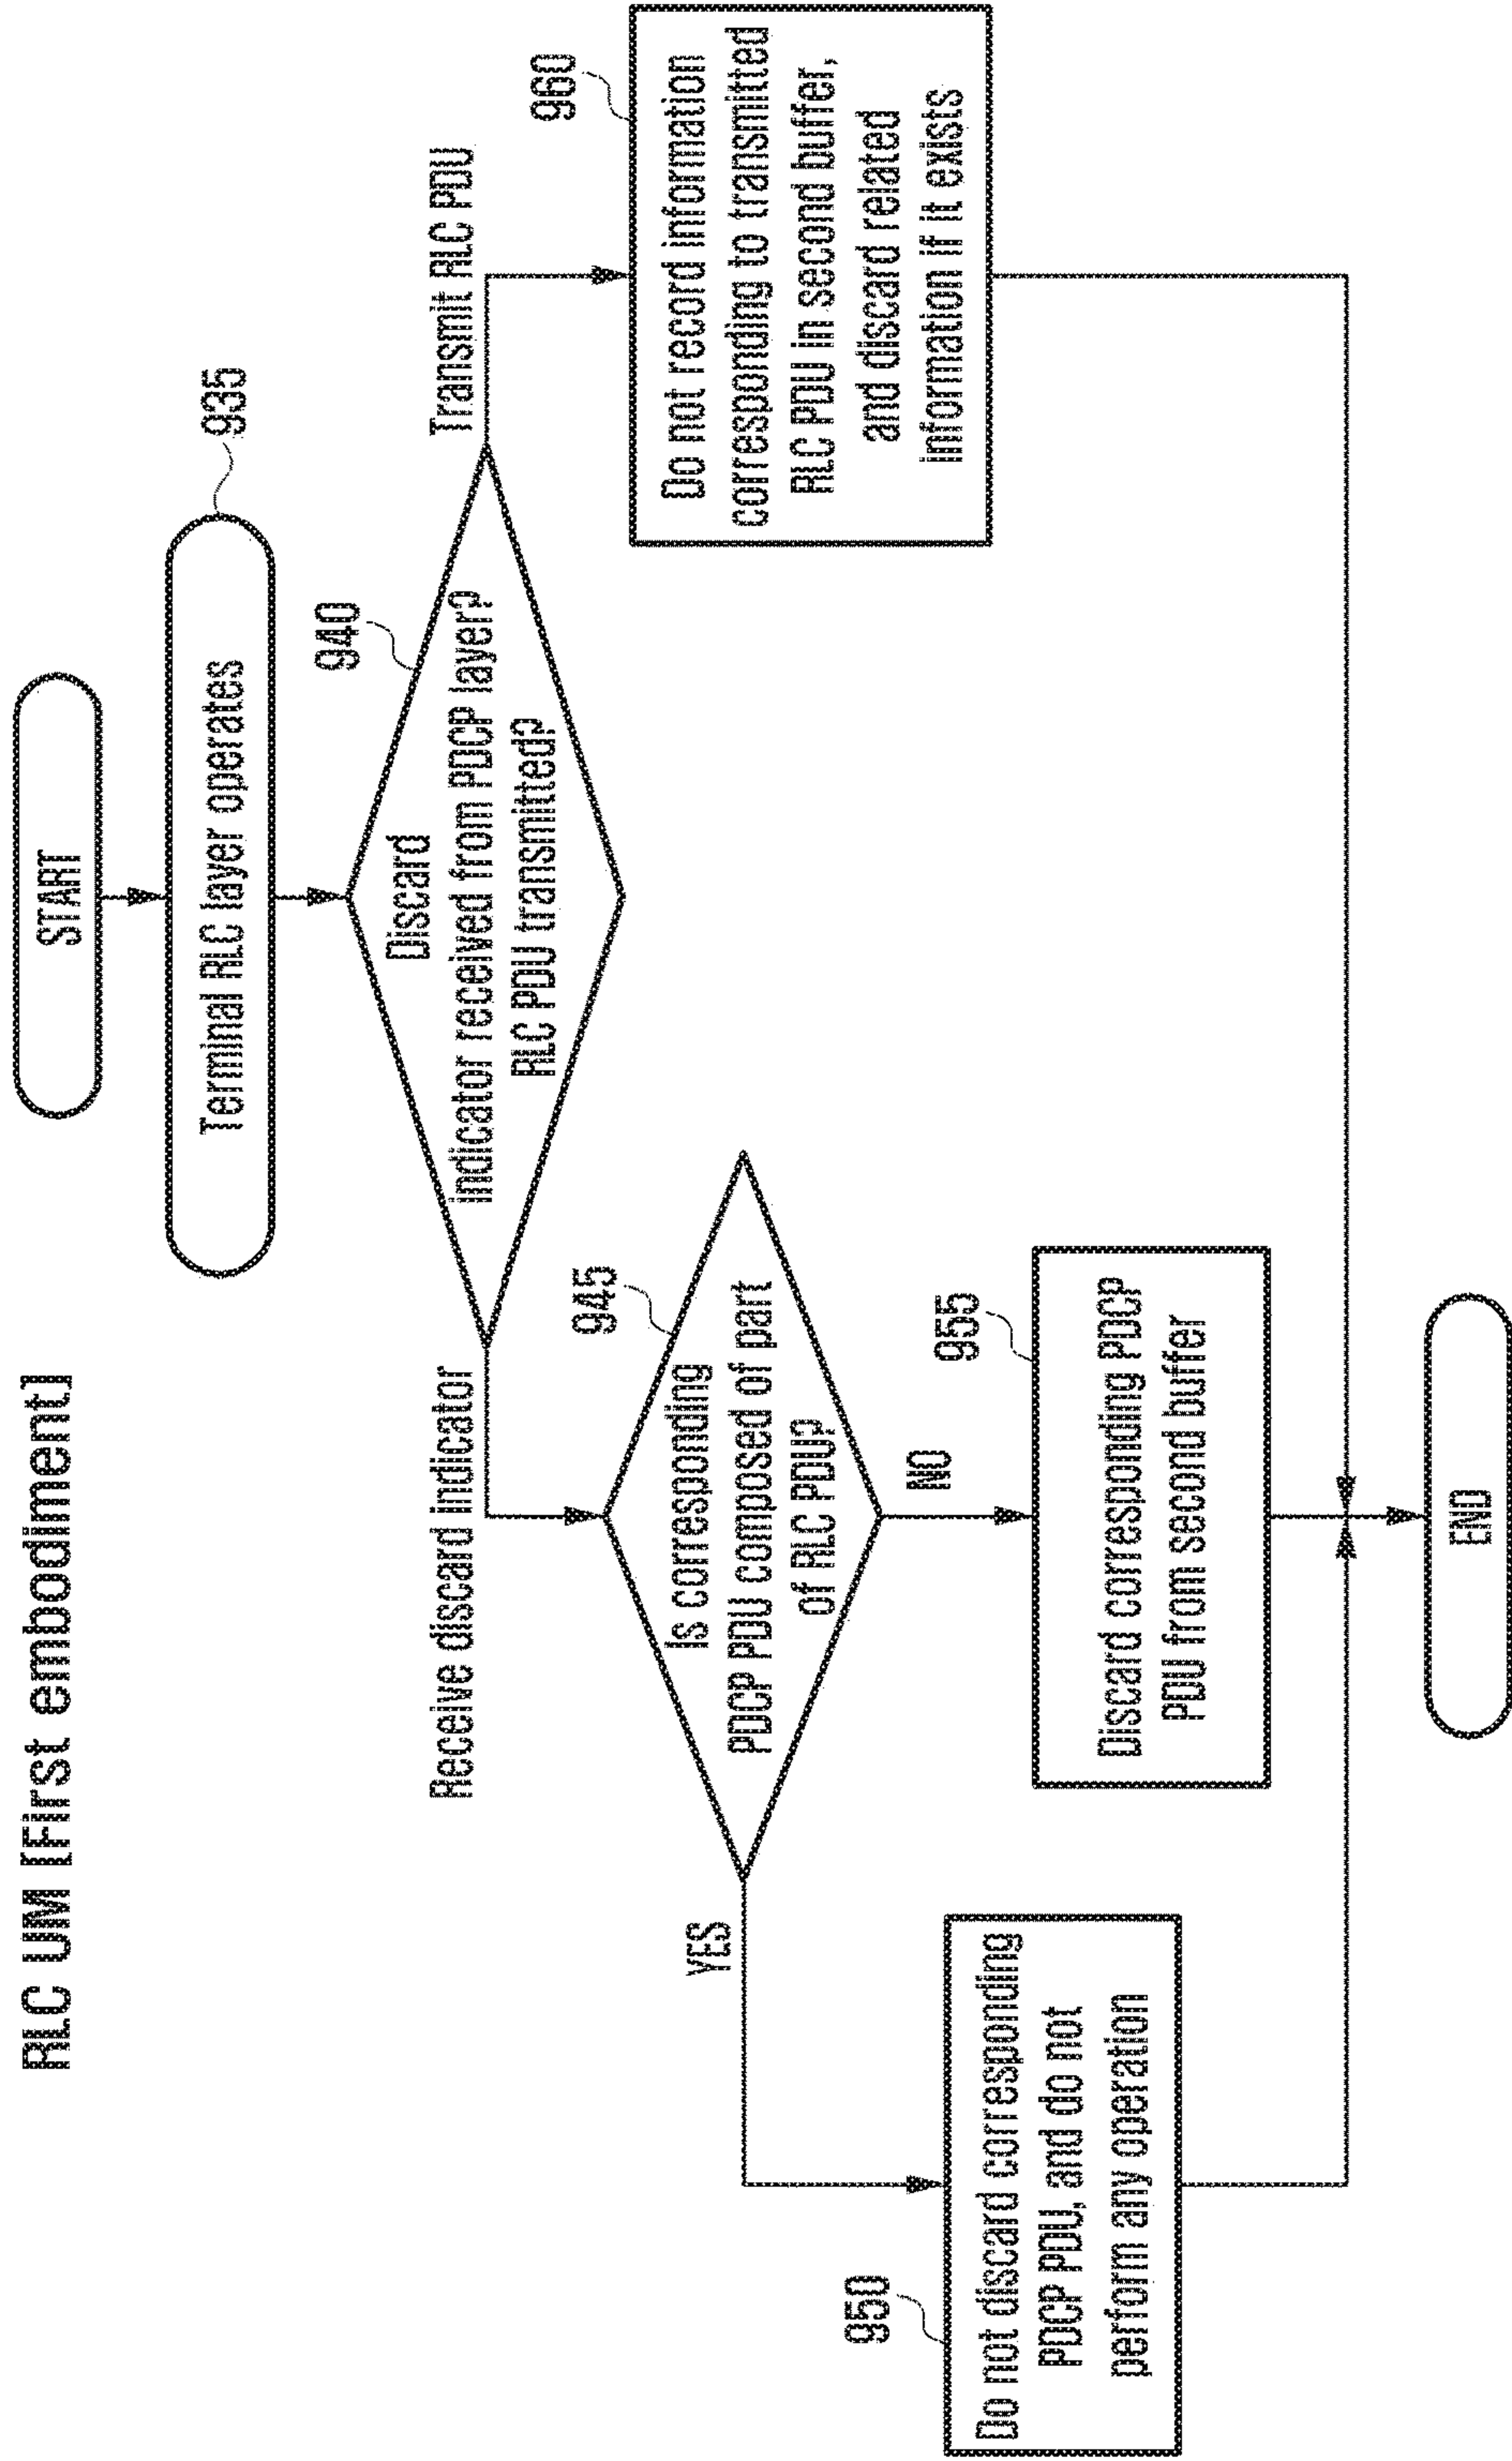 RLC UM [First embodiment]
START
Terminal RLC layer operates
935
Discard
indicator received from PDCP layer?
RLC PDU transmitted?
940
Receive discard indicator
Transmit RLC PDU
Is corresponding
PDCP PDU composed of part
of RLC PDU?
945
YES
NO
950
Do not discard corresponding
PDCP PDU, and do not
perform any operation
955
Discard corresponding PDCP
PDU from second buffer
960
Do not record information
corresponding to transmitted
RLC PDU in second buffer,
and discard related
information if it exists
END